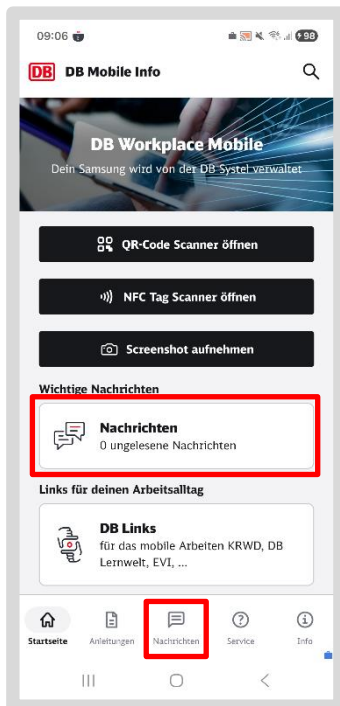 09:06
98
DB DB Mobile Info
DB Workplace Mobile
Dein Samsung wird von der DB Systel verwaltet
QR-Code Scanner öffnen
NFC Tag Scanner öffnen
Screenshot aufnehmen
Wichtige Nachrichten
Nachrichten
0 ungelesene Nachrichten
Links für deinen Arbeitsalltag
DB Links
für das mobile Arbeiten KRWD, DB
Lernwelt, EVI, ...
Startseite Anleitungen Nachrichten Service Info